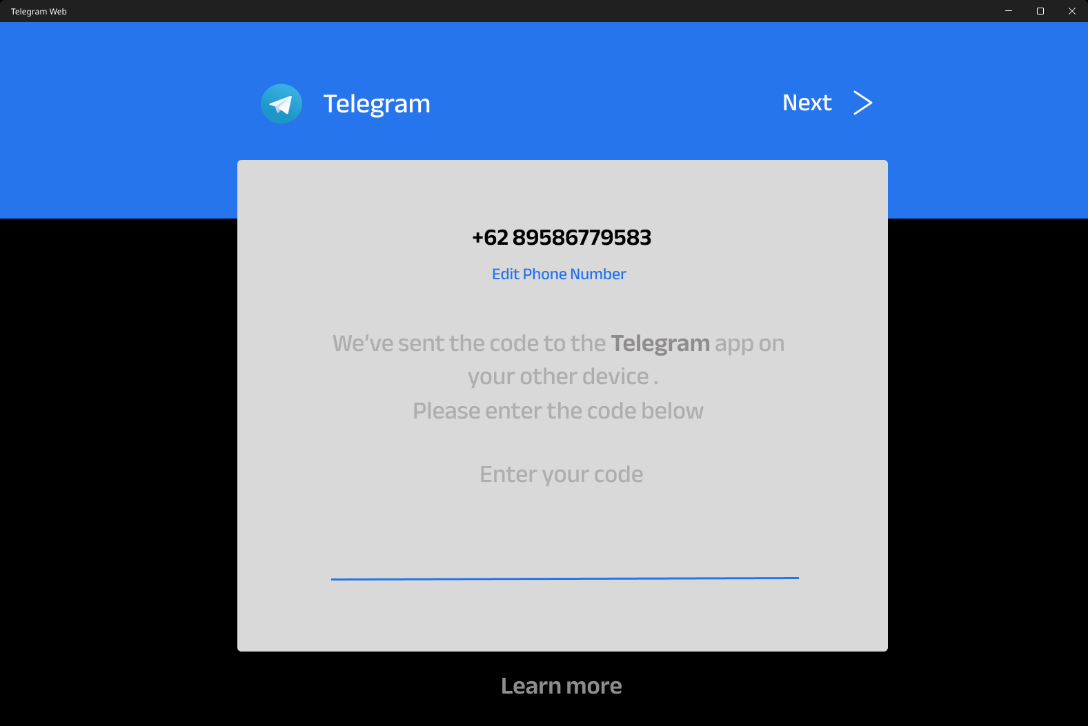 Telegram Web
Telegram
Next
+62 89586779583
Edit Phone Number
We’ve sent the code to the Telegram app on
your other device .
Please enter the code below
Enter your code
Learn more